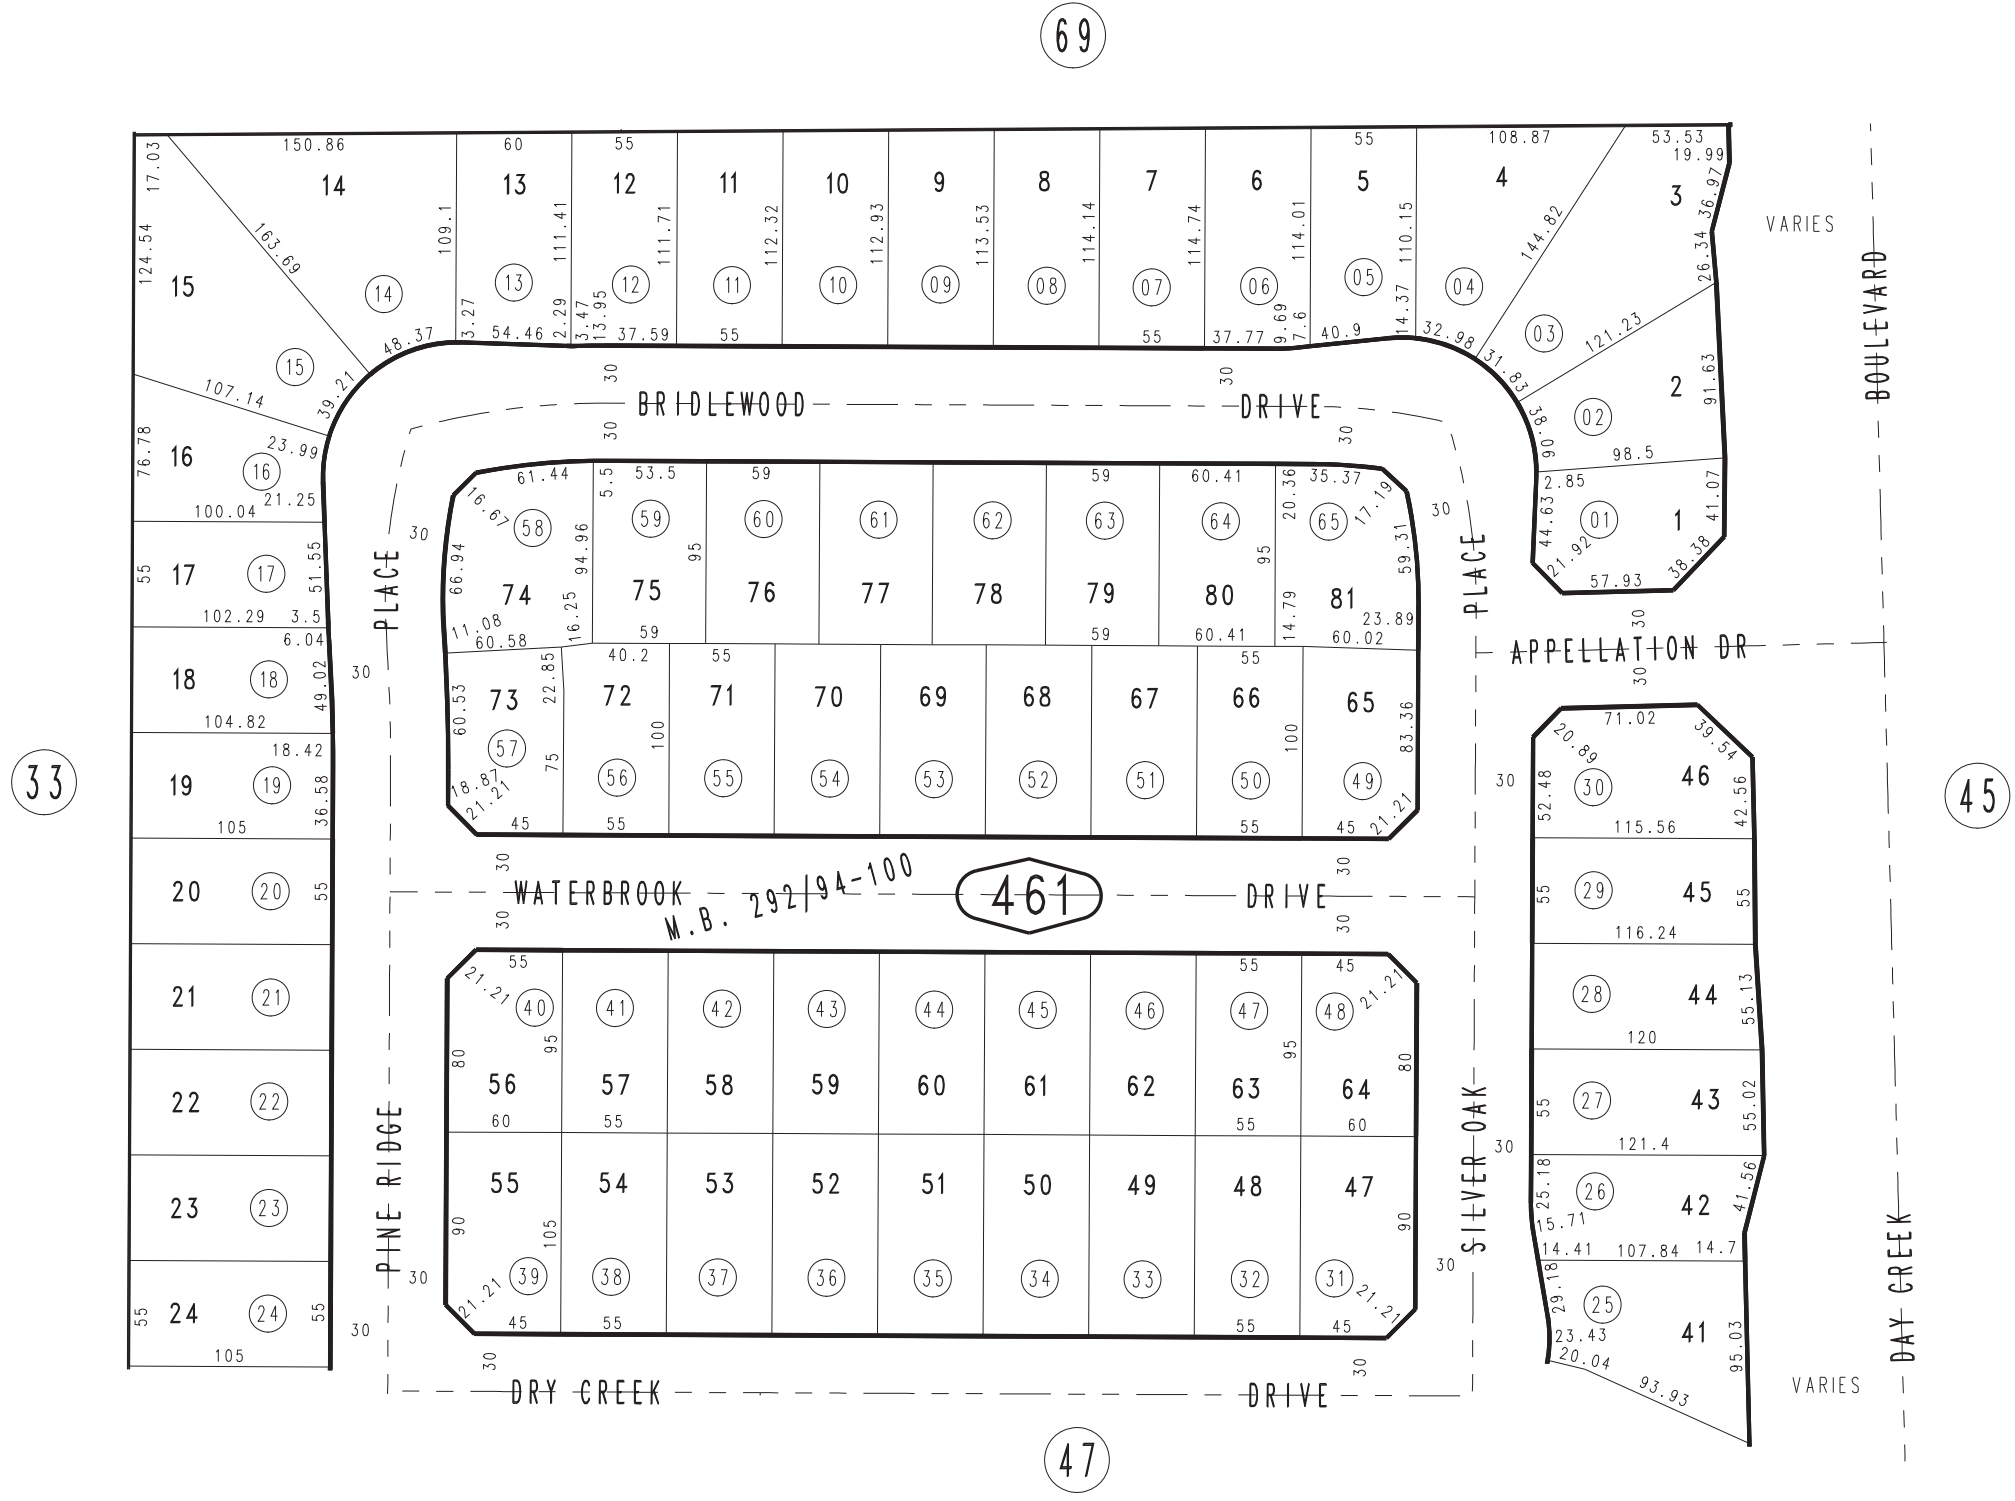 69
150.86 60 55 55 108.87 53.53
17.03 19.99
14 13 12 11 10 9 8 7 6 5 4 3
36.97
124.54 163.69 109.1 111.41 111.71 112.32 112.93 113.53 114.14 114.74 114.01 110.15 144.82 26.34
VARIES
15
14 13 12 11 10 09 08 07 06 05 04 03
48.37 3.27 54.46 2.29 3.47 13.95 37.59 55 55 37.77 9.69 7.6 40.9 14.37 32.98 31.83 121.23
15
39.21
107.14
BOULEVARD
30 30
2
91.63
02
38.06
BRIDLEWOOD DRIVE
30 30
76.78 16 23.99
16
21.25
100.04
98.5
2.85
61.44 5.5 53.5 59 59 60.41 20.36 35.37
16.67 17.19
58 59 60 61 62 63 64 65
44.63 01 1 41.07
21.92 38.38
57.93
30 30
66.94 94.96 95 95 59.31
55 17 17 51.55
102.29 3.5
PLACE PLACE
74 75 76 77 78 79 80 81
11.08 60.58 16.25 59 59 60.41 14.79 23.89 60.02
30
APPELLATION DR
30
6.04
18 18 49.02
104.82
30
40.2 55 55
73 22.85 72 71 70 69 68 67 66 65
60.53 57 75 100 100 83.36
56 55 54 53 52 51 50 49
18.87
21.21 45 55 55 45 21.21
71.02
20.89 39.54
30 46
52.48 42.56
115.56
30
33
18.42
19 19 36.58
105
45
30 30
WATERBROOK DRIVE
30 30
M.B. 292/94-100
461
20 20 55
55 29 45 55
116.24
55 55 45
21.21 21.21
40 41 42 43 44 45 46 47 48
80 95 95 80
56 57 58 59 60 61 62 63 64
60 55 55 60
21 21
28 44 55.13
120
22 22
55 27 43 55.02
121.4
30
PINE RIDGE SILVER OAK
55 54 53 52 51 50 49 48 47
90 105 90
39 38 37 36 35 34 33 32 31
21.21 45 55 55 45 21.21
23 23
25.18 26 42 41.56
15.71
14.41 107.84 14.7
30 30
DAY CREEK
55 24 24 55
105
30
29.18 25 41 95.03
23.43
20.04
93.93
VARIES
30 30
DRY CREEK DRIVE
47